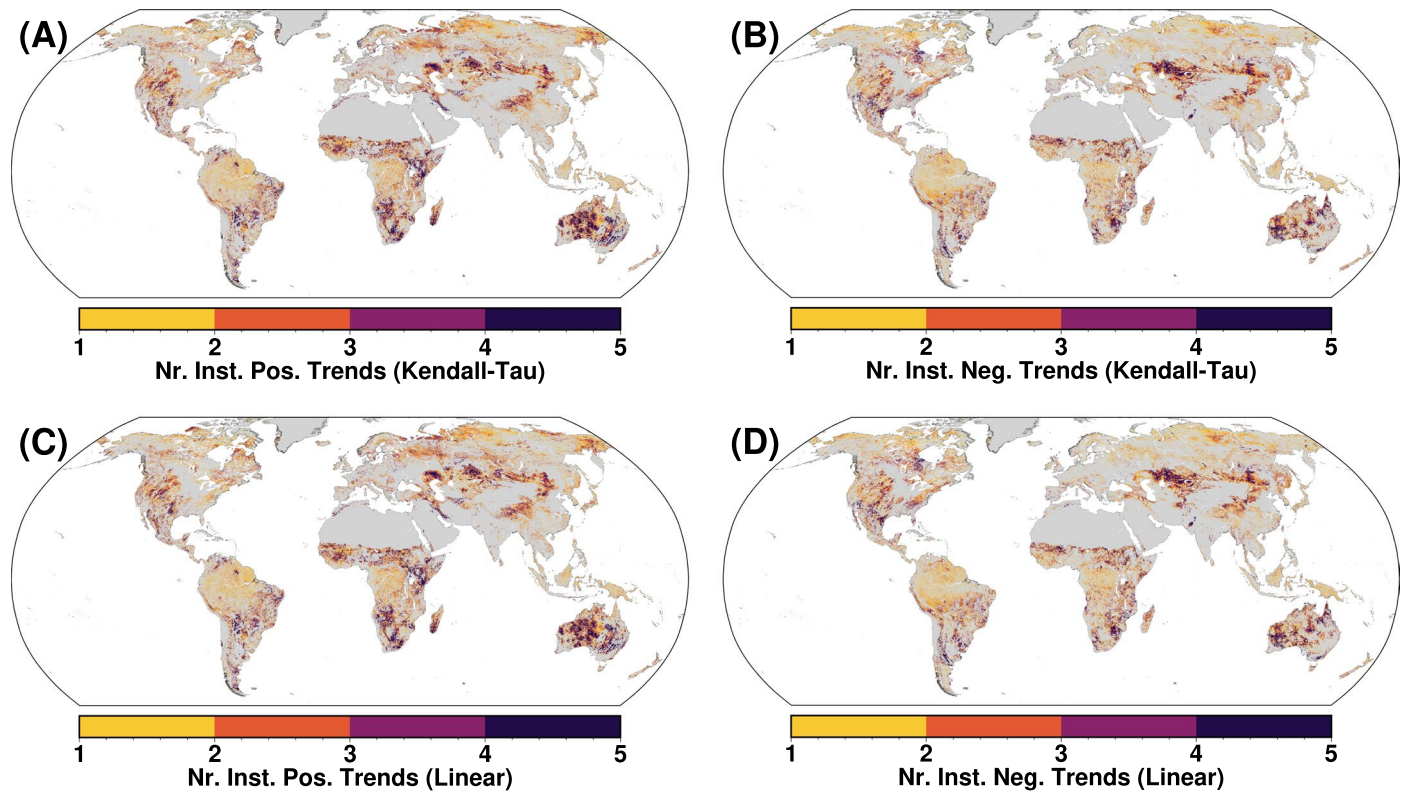 (A)
(B)
1 2 3 4 5
Nr. Inst. Pos. Trends (Kendall-Tau)
1 2 3 4 5
Nr. Inst. Neg. Trends (Kendall-Tau)
(C)
(D)
1 2 3 4 5
Nr. Inst. Pos. Trends (Linear)
1 2 3 4 5
Nr. Inst. Neg. Trends (Linear)